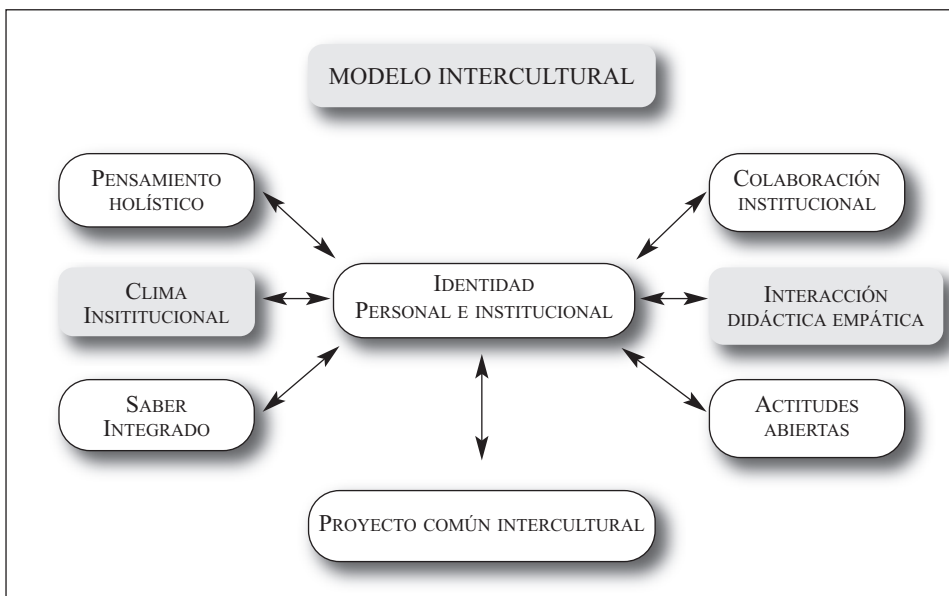 MODELO INTERCULTURAL
PENSAMIENTO
HOLÍSTICO
COLABORACIÓN
INSTITUCIONAL
CLIMA
INSITITUCIONAL
IDENTIDAD
PERSONAL E INSTITUCIONAL
INTERACCIÓN
DIDÁCTICA EMPÁTICA
SABER
INTEGRADO
ACTITUDES
ABIERTAS
PROYECTO COMÚN INTERCULTURAL